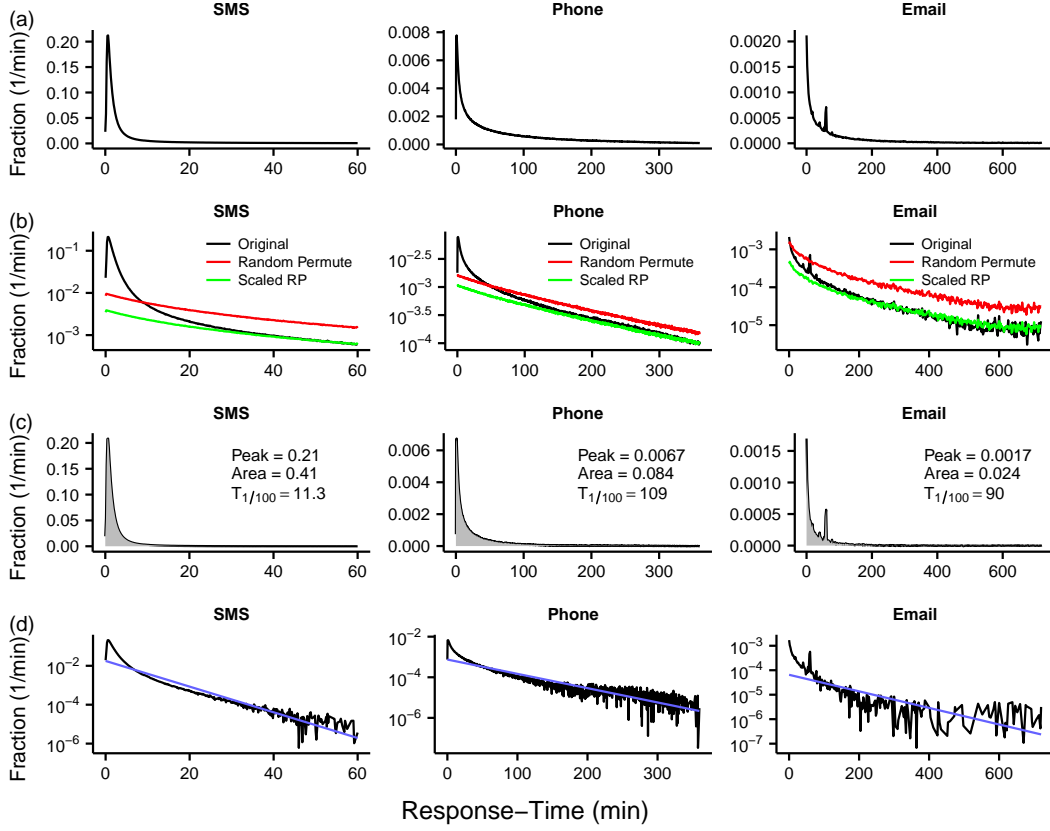 (a)
SMS
Phone
Email
Fraction (1/min)
0.20
0.15
0.10
0.05
0.00
0 20 40 60
0.008
0.006
0.004
0.002
0.000
0 100 200 300
0.0020
0.0015
0.0010
0.0005
0.0000
0 200 400 600
(b)
SMS
Phone
Email
Fraction (1/min)
10⁻¹
10⁻²
10⁻³
Original
Random Permute
Scaled RP
0 20 40 60
10⁻²·⁵
10⁻³
10⁻³·⁵
10⁻⁴
Original
Random Permute
Scaled RP
0 100 200 300
10⁻³
10⁻⁴
10⁻⁵
Original
Random Permute
Scaled RP
0 200 400 600
(c)
SMS
Phone
Email
Fraction (1/min)
0.20
0.15
0.10
0.05
0.00
Peak = 0.21
Area = 0.41
T1/100 = 11.3
0 20 40 60
0.006
0.004
0.002
0.000
Peak = 0.0067
Area = 0.084
T1/100 = 109
0 100 200 300
0.0015
0.0010
0.0005
0.0000
Peak = 0.0017
Area = 0.024
T1/100 = 90
0 200 400 600
(d)
SMS
Phone
Email
Fraction (1/min)
10⁻²
10⁻⁴
10⁻⁶
0 20 40 60
10⁻²
10⁻⁴
10⁻⁶
0 100 200 300
10⁻³
10⁻⁴
10⁻⁵
10⁻⁶
10⁻⁷
0 200 400 600
Response−Time (min)